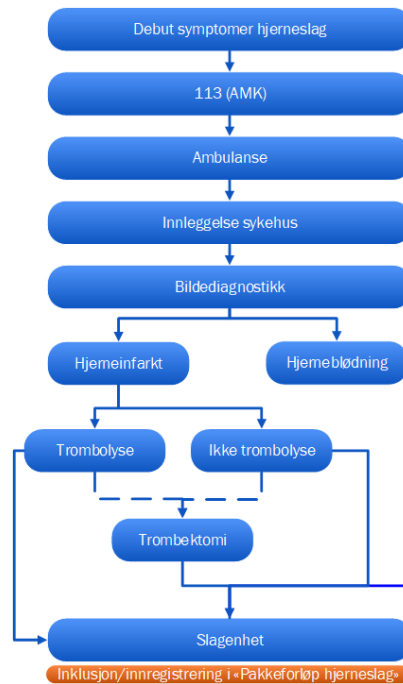 Debut symptomer hjerneslag
113 (AMK)
Ambulanse
Innleggelse sykehus
Bildediagnostikk
Hjerneinfarkt
Hjerneblødning
Trombolyse
Ikke trombolyse
Trombektomi
Slagenhet
Inklusjon/innregistrering i «Pakkeforløp hjerneslag»